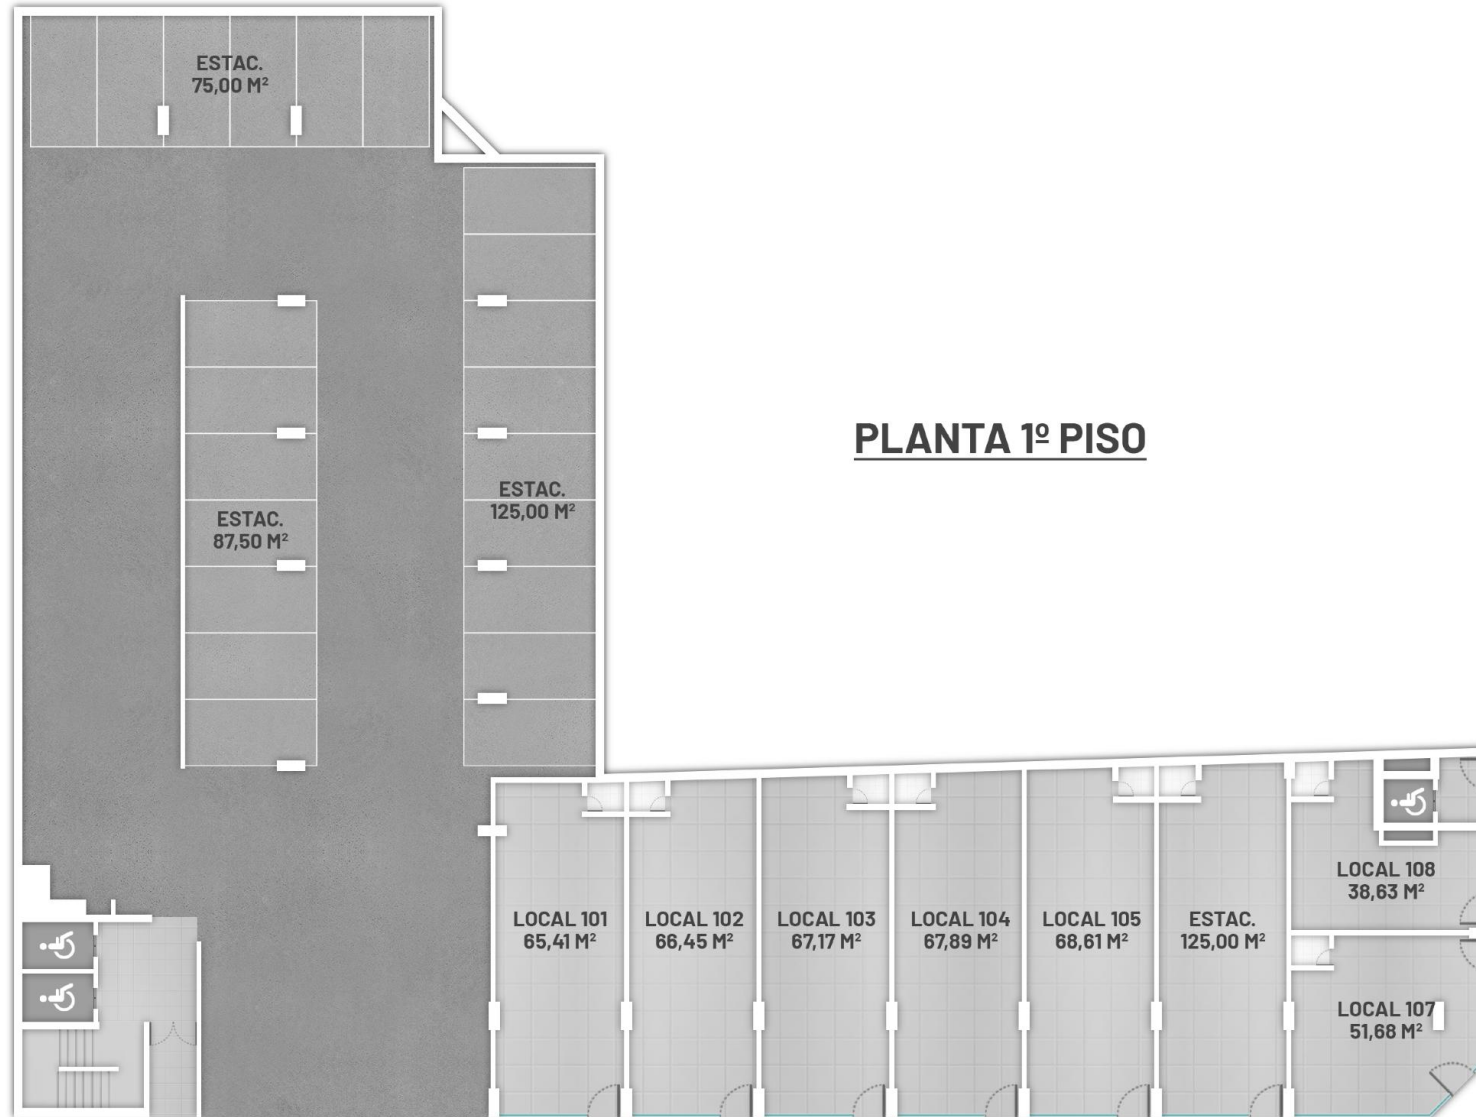 ESTAC.
75,00 M²
PLANTA 1º PISO
ESTAC.
125,00 M²
ESTAC.
87,50 M²
LOCAL 108
38,63 M²
LOCAL 101
65,41 M²
LOCAL 102
66,45 M²
LOCAL 103
67,17 M²
LOCAL 104
67,89 M²
LOCAL 105
68,61 M²
ESTAC.
125,00 M²
LOCAL 107
51,68 M²